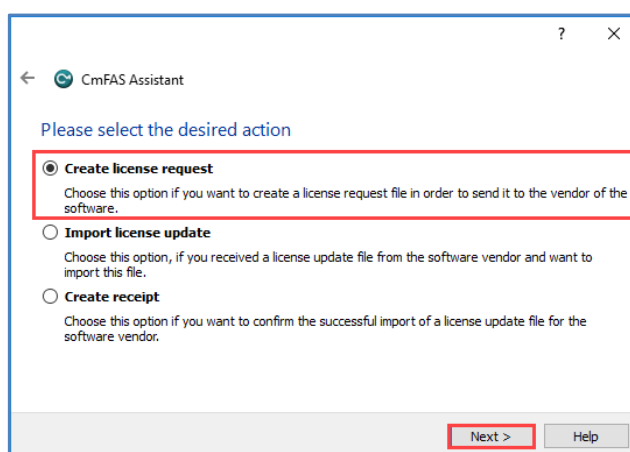 ?
CmFAS Assistant
Please select the desired action
Create license request
Choose this option if you want to create a license request file in order to send it to the vendor of the
software.
Import license update
Choose this option, if you received a license update file from the software vendor and want to
import this file.
Create receipt
Choose this option if you want to confirm the successful import of a license update file for the
software vendor.
Next >
Help